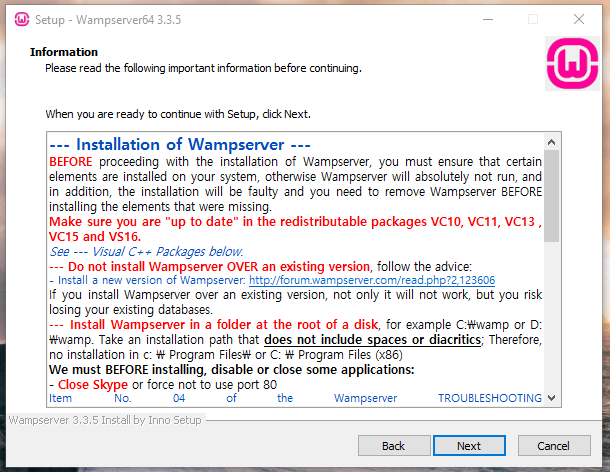 Setup - Wampserver64 3.3.5
Information
Please read the following important information before continuing.
When you are ready to continue with Setup, click Next.
--- Installation of Wampserver ---
BEFORE proceeding with the installation of Wampserver, you must ensure that certain
elements are installed on your system, otherwise Wampserver will absolutely not run, and
in addition, the installation will be faulty and you need to remove Wampserver BEFORE
installing the elements that were missing.
Make sure you are "up to date" in the redistributable packages VC10, VC11, VC13 ,
VC15 and VS16.
See --- Visual C++ Packages below.
--- Do not install Wampserver OVER an existing version, follow the advice:
- Install a new version of Wampserver: http://forum.wampserver.com/read.php?2,123606
If you install Wampserver over an existing version, not only it will not work, but you risk
losing your existing databases.
--- Install Wampserver in a folder at the root of a disk, for example C:₩wamp or D:
₩wamp. Take an installation path that does not include spaces or diacritics; Therefore,
no installation in c: ₩ Program Files₩ or C: ₩ Program Files (x86)
We must BEFORE installing, disable or close some applications:
- Close Skype or force not to use port 80
Item No. 04 of the Wampserver TROUBLESHOOTING
Wampserver 3.3.5 Install by Inno Setup
Back Next Cancel